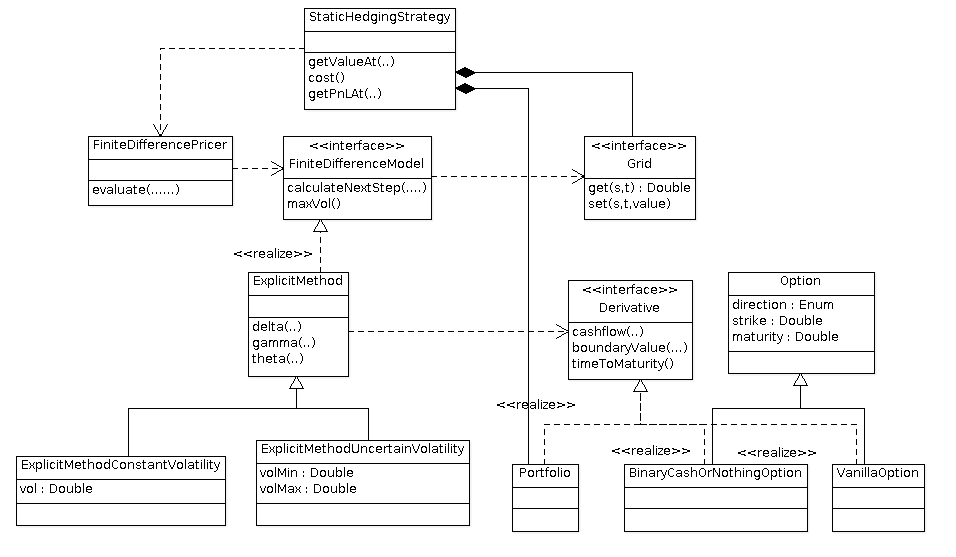 StaticHedgingStrategy
getValueAt(..)
cost()
getPnLAt(..)
FiniteDifferencePricer
evaluate(......)
<<interface>>
FiniteDifferenceModel
calculateNextStep(....)
maxVol()
<<interface>>
Grid
get(s,t) : Double
set(s,t,value)
<<realize>>
ExplicitMethod
delta(..)
gamma(..)
theta(..)
<<interface>>
Derivative
cashflow(..)
boundaryValue(...)
timeToMaturity()
Option
direction : Enum
strike : Double
maturity : Double
<<realize>>
<<realize>>
<<realize>>
ExplicitMethodConstantVolatility
vol : Double
ExplicitMethodUncertainVolatility
volMin : Double
volMax : Double
Portfolio
BinaryCashOrNothingOption
VanillaOption